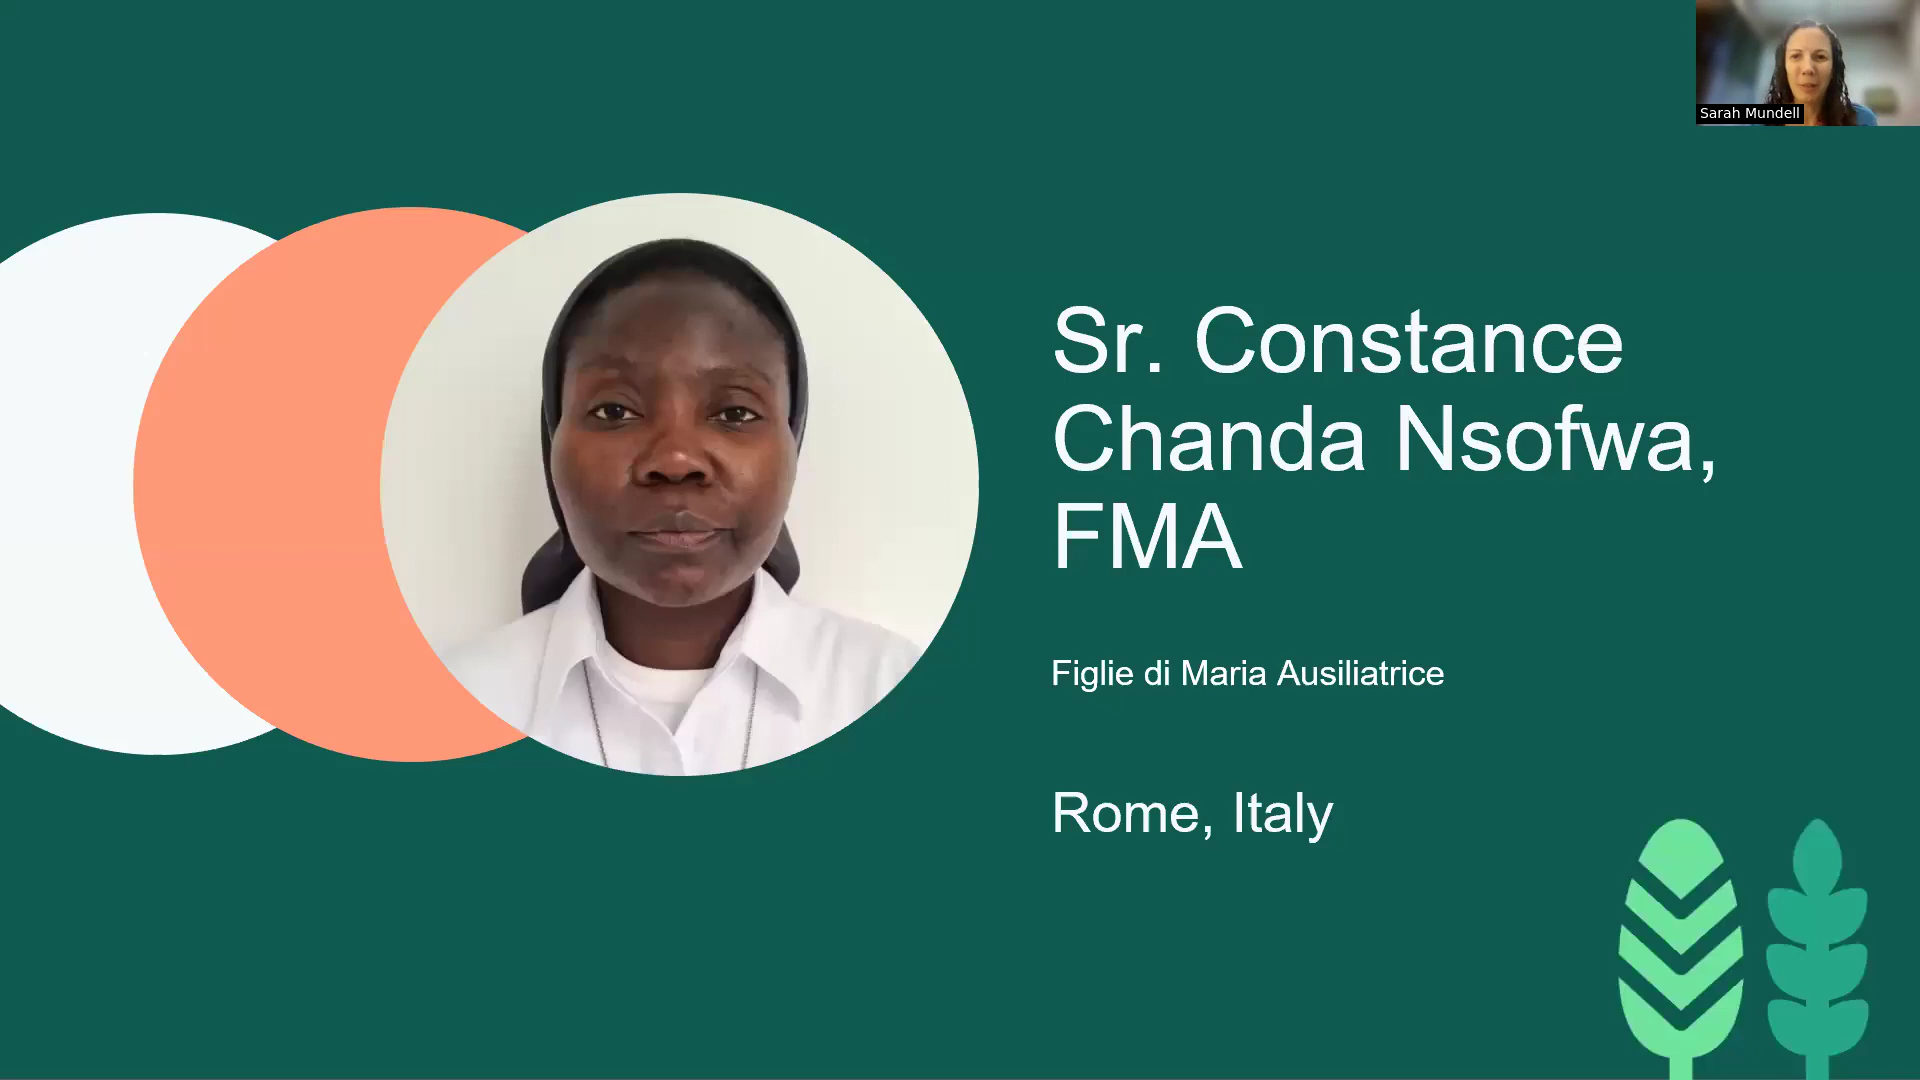 Sarah Mundell
Sr. Constance
Chanda Nsofwa,
FMA
Figlie di Maria Ausiliatrice
Rome, Italy